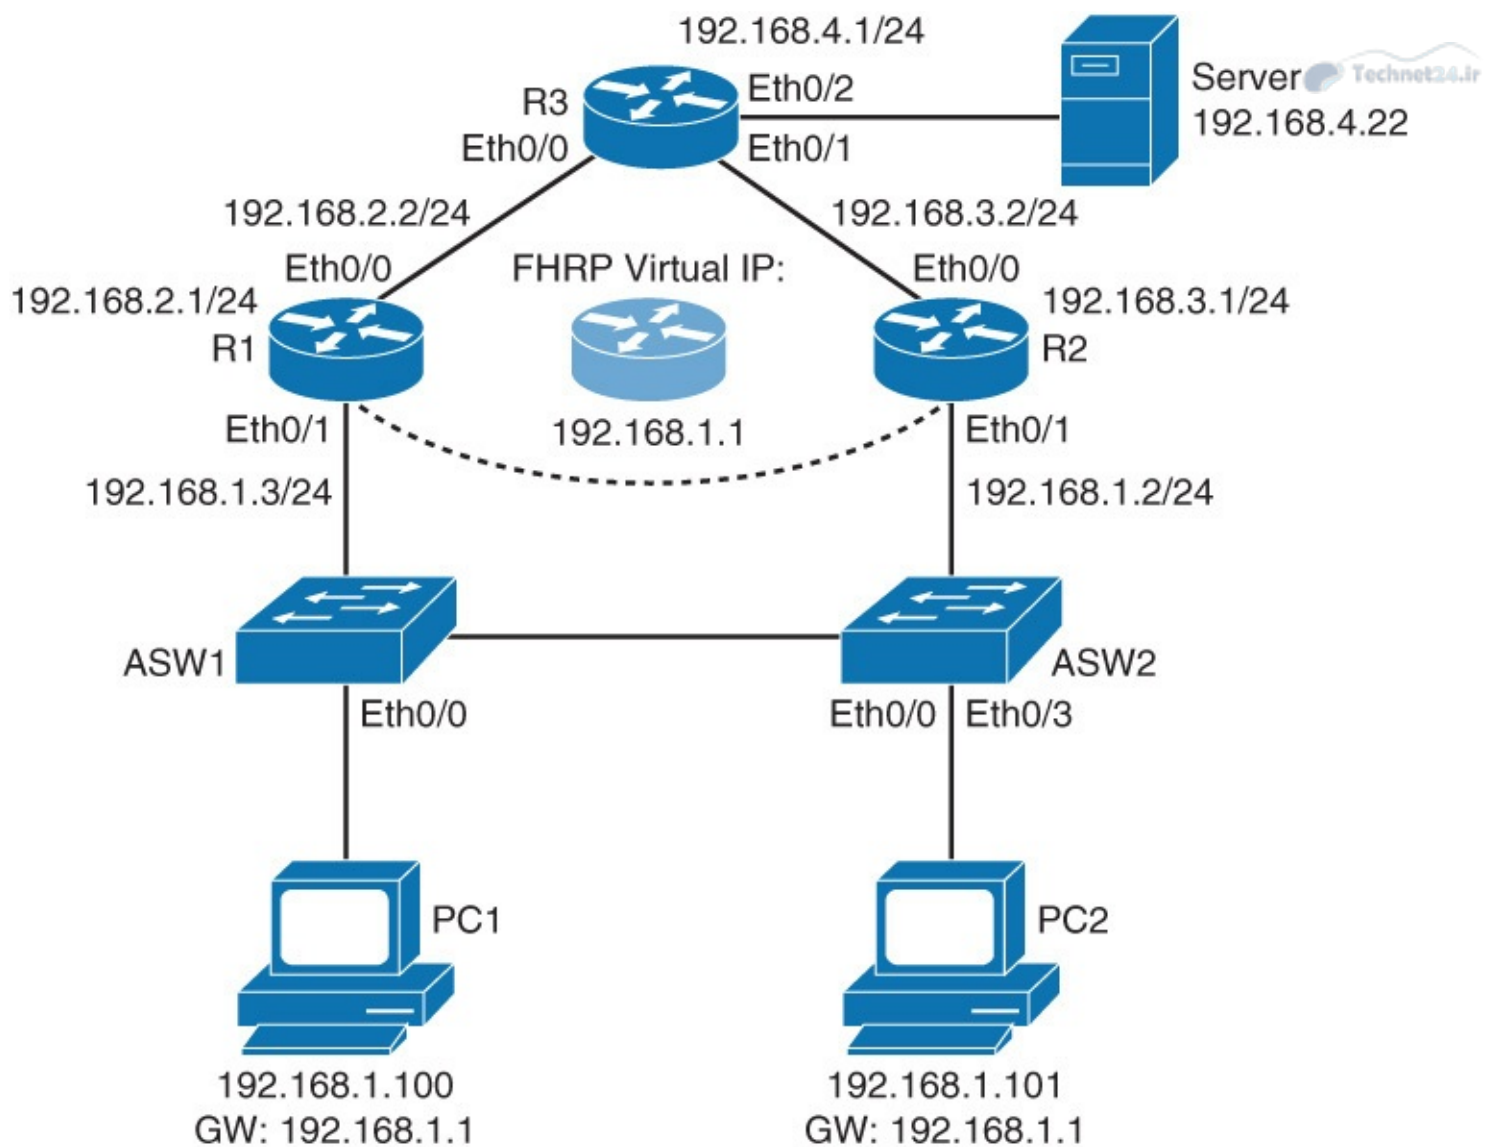 192.168.4.1/24
Technet24.ir
Server
192.168.4.22
R3
Eth0/2
Eth0/0
Eth0/1
192.168.2.2/24
192.168.3.2/24
Eth0/0
FHRP Virtual IP:
Eth0/0
192.168.2.1/24
192.168.3.1/24
R1
R2
Eth0/1
192.168.1.1
Eth0/1
192.168.1.3/24
192.168.1.2/24
ASW1
ASW2
Eth0/0
Eth0/0
Eth0/3
PC1
PC2
192.168.1.100
GW: 192.168.1.1
192.168.1.101
GW: 192.168.1.1